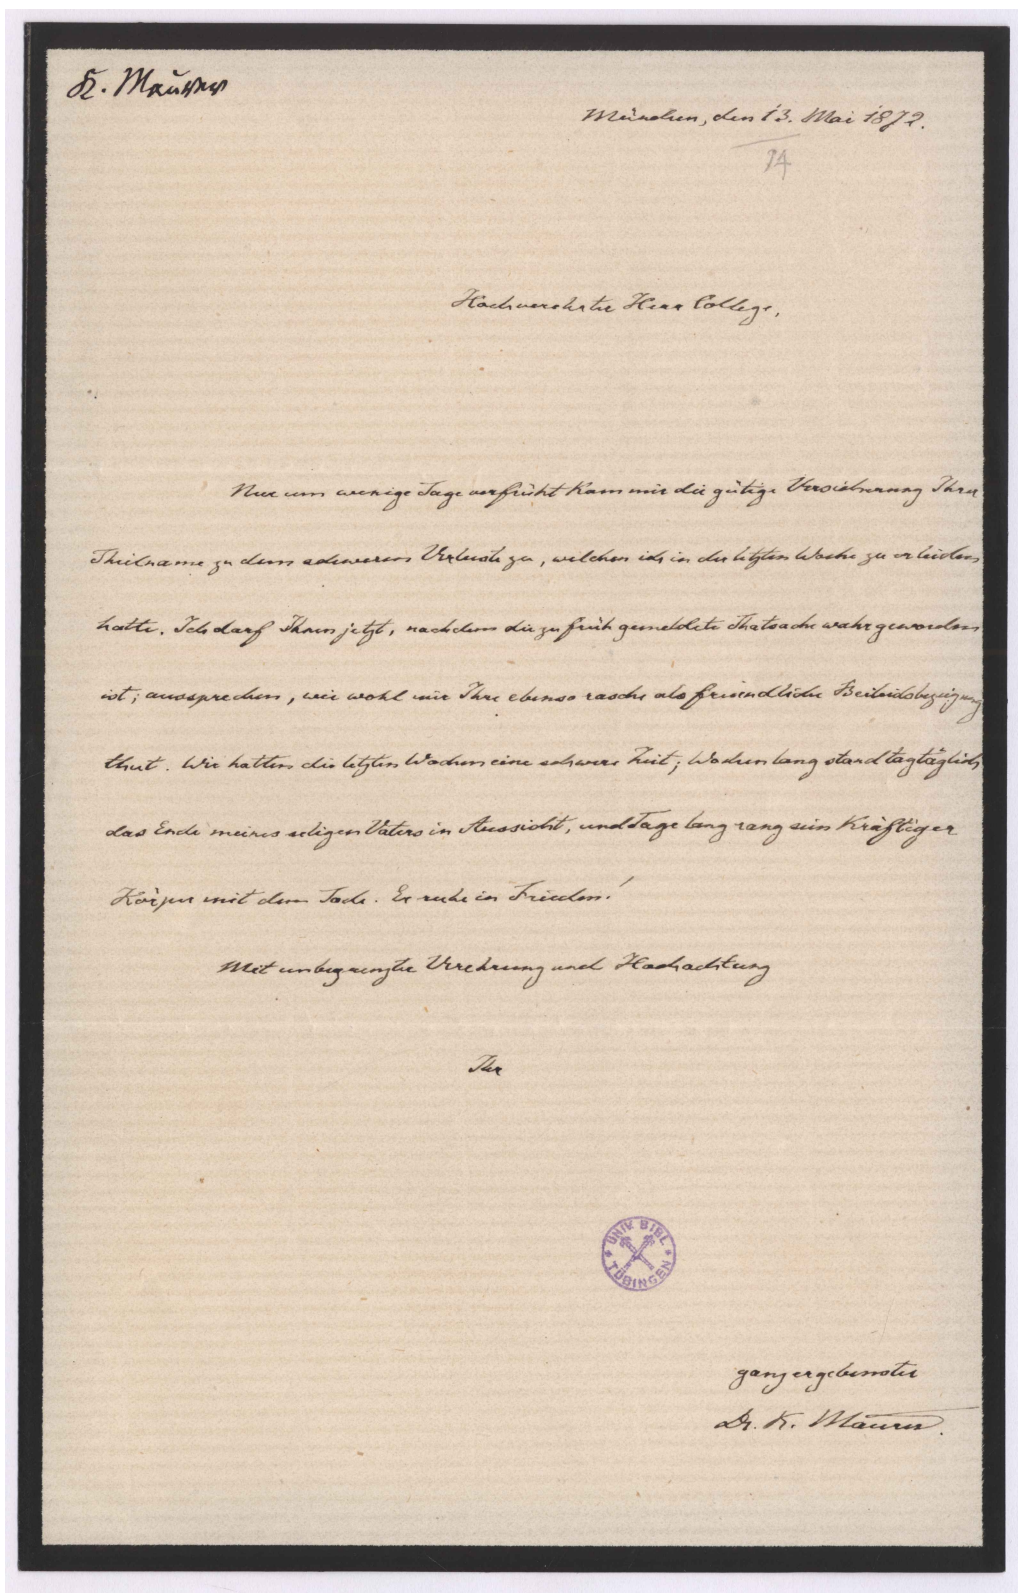 K. Maurer
München, den 13. Mai 1872.
74
Hochverehrter Herr College,
Nur um wenige Tage verfrüht kam mir die gütige Versicherung Ihrer
Theilname zu dem schweren Verluste zu, welchen ich in der letzten Woche zu erleiden
hatte. Ich darf Ihnen jetzt, nachdem die zu früh gemeldete Thatsache wahr geworden
ist, aussprechen, wie wohl mir Ihre ebenso rasche als freundliche Beileidsbezeigung
thut. Wir hatten die letzten Wochen eine schwere Zeit; Wochen lang stand tagtäglich
das Ende meines seligen Vaters in Aussicht, und Tage lang rang sein kräftiger
Körper mit dem Tode. Er ruhe in Frieden!
Mit unbegrenzter Verehrung und Hochachtung
Ihr
UNIV. BIBL. TÜBINGEN
ganz ergebenster
Dr. K. Maurer.